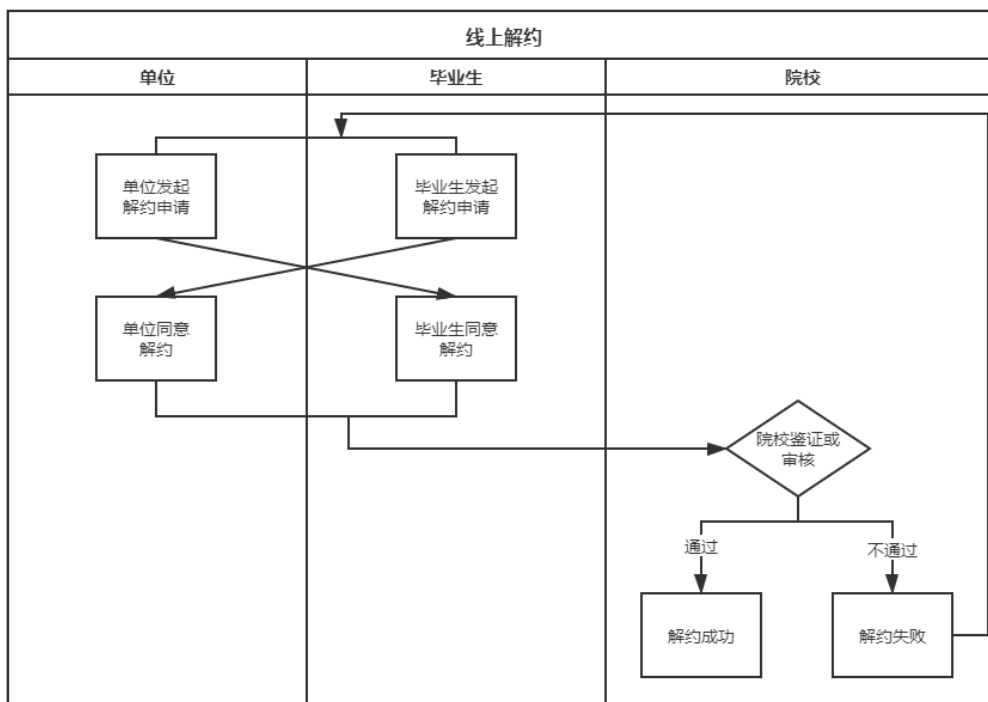 线上解约
单位
毕业生
院校
单位发起
解约申请
毕业生发起
解约申请
单位同意
解约
毕业生同意
解约
院校鉴证或
审核
通过
不通过
解约成功
解约失败